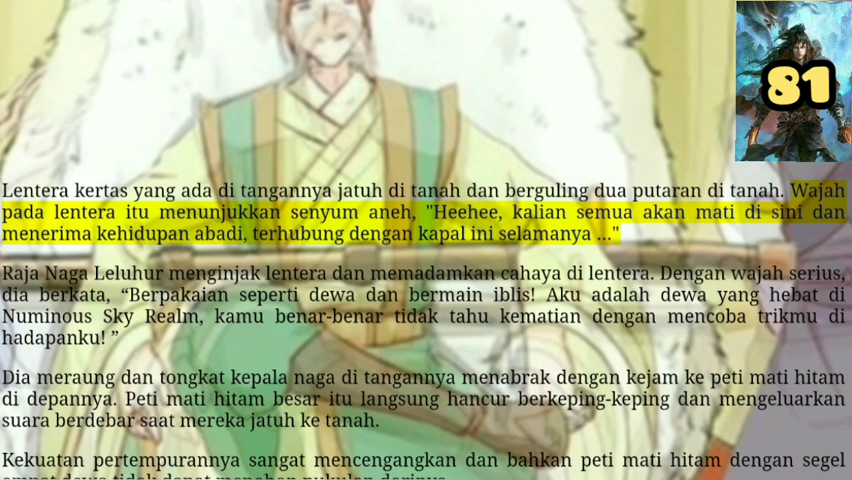 81
Lentera kertas yang ada di tangannya jatuh di tanah dan berguling dua putaran di tanah. Wajah
pada lentera itu menunjukkan senyum aneh, "Heehee, kalian semua akan mati di sini dan
menerima kehidupan abadi, terhubung dengan kapal ini selamanya ..."
Raja Naga Leluhur menginjak lentera dan memadamkan cahaya di lentera. Dengan wajah serius,
dia berkata, “Berpakaian seperti dewa dan bermain iblis! Aku adalah dewa yang hebat di
Numinous Sky Realm, kamu benar-benar tidak tahu kematian dengan mencoba trikmu di
hadapanku! ”
Dia meraung dan tongkat kepala naga di tangannya menabrak dengan kejam ke peti mati hitam
di depannya. Peti mati hitam besar itu langsung hancur berkeping-keping dan mengeluarkan
suara berdebar saat mereka jatuh ke tanah.
Kekuatan pertempurannya sangat mencengangkan dan bahkan peti mati hitam dengan segel